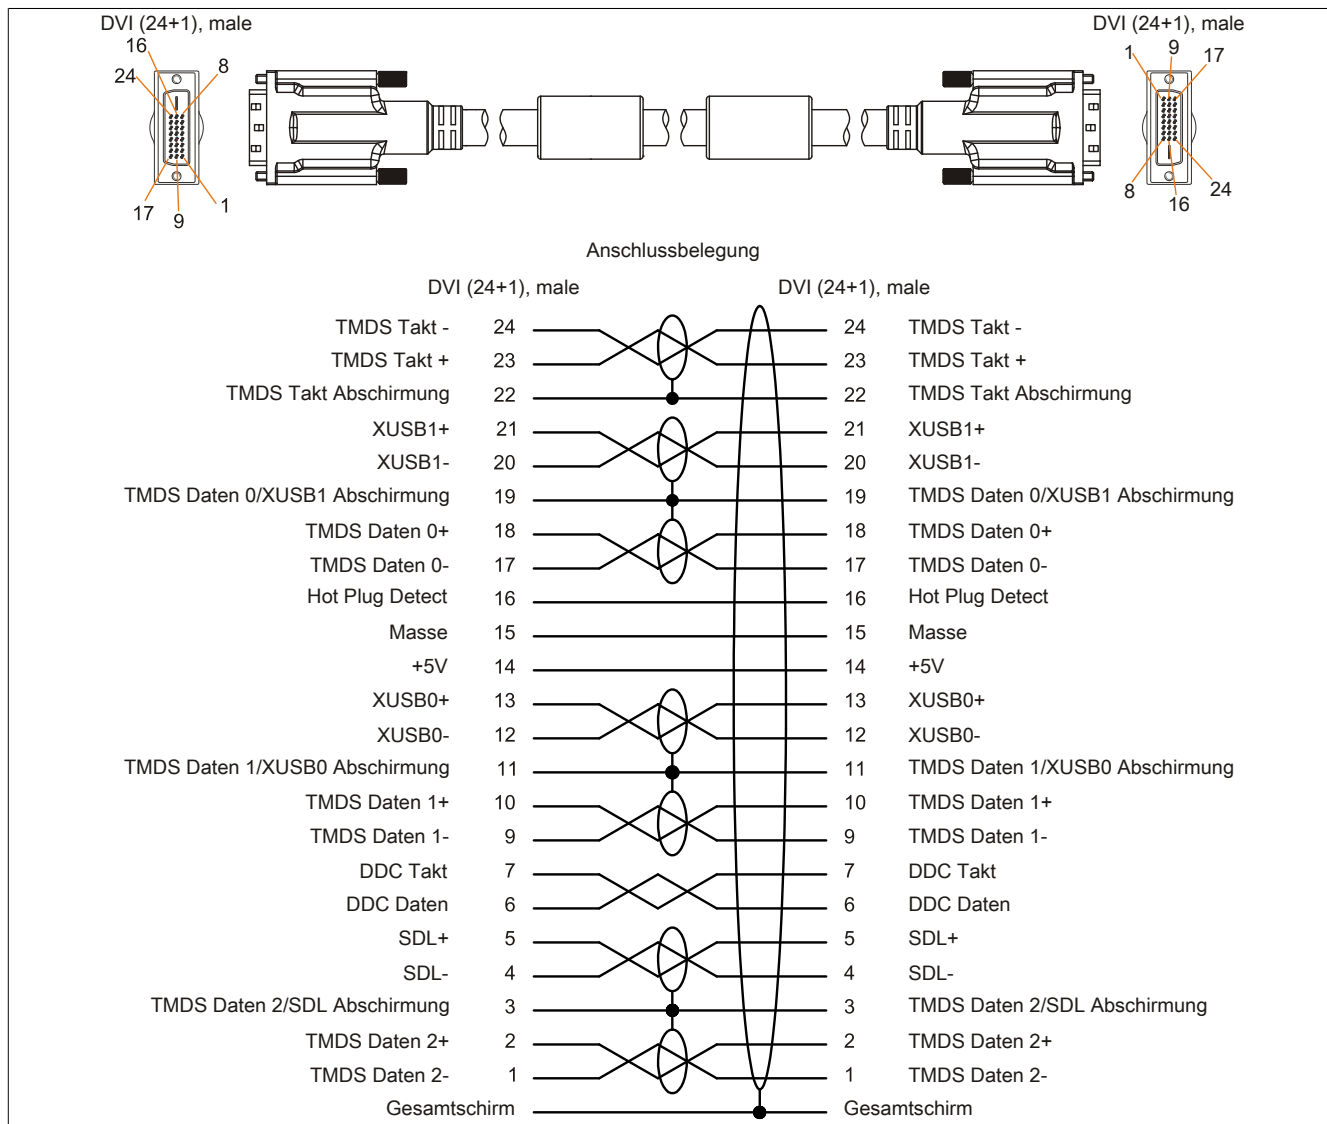 DVI (24+1), male DVI (24+1), male
16 9
1 17
24 8
8 24
17 1
9 16
Anschlussbelegung
DVI (24+1), male DVI (24+1), male
TMDS Takt - 24 24 TMDS Takt -
TMDS Takt + 23 23 TMDS Takt +
TMDS Takt Abschirmung 22 22 TMDS Takt Abschirmung
XUSB1+ 21 21 XUSB1+
XUSB1- 20 20 XUSB1-
TMDS Daten 0/XUSB1 Abschirmung 19 19 TMDS Daten 0/XUSB1 Abschirmung
TMDS Daten 0+ 18 18 TMDS Daten 0+
TMDS Daten 0- 17 17 TMDS Daten 0-
Hot Plug Detect 16 16 Hot Plug Detect
Masse 15 15 Masse
+5V 14 14 +5V
XUSB0+ 13 13 XUSB0+
XUSB0- 12 12 XUSB0-
TMDS Daten 1/XUSB0 Abschirmung 11 11 TMDS Daten 1/XUSB0 Abschirmung
TMDS Daten 1+ 10 10 TMDS Daten 1+
TMDS Daten 1- 9 9 TMDS Daten 1-
DDC Takt 7 7 DDC Takt
DDC Daten 6 6 DDC Daten
SDL+ 5 5 SDL+
SDL- 4 4 SDL-
TMDS Daten 2/SDL Abschirmung 3 3 TMDS Daten 2/SDL Abschirmung
TMDS Daten 2+ 2 2 TMDS Daten 2+
TMDS Daten 2- 1 1 TMDS Daten 2-
Gesamtschirm Gesamtschirm